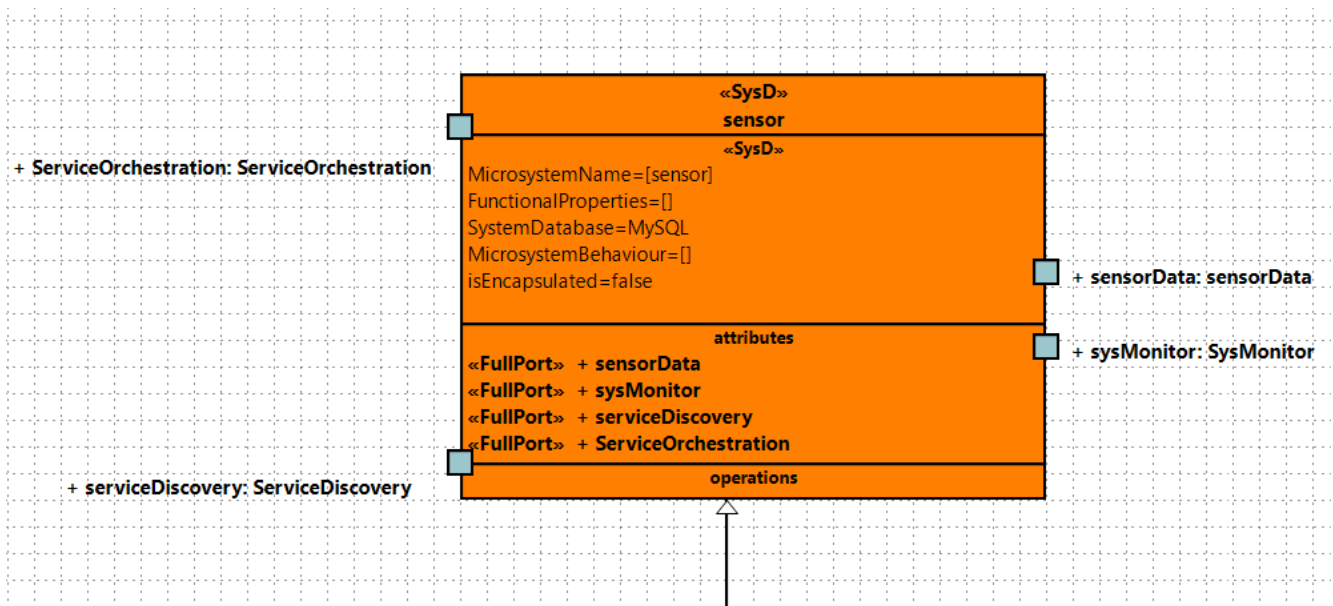 «SysD»
sensor
+ ServiceOrchestration: ServiceOrchestration
«SysD»
MicrosystemName=[sensor]
FunctionalProperties=[]
SystemDatabase=MySQL
MicrosystemBehaviour=[]
isEncapsulated=false
+ sensorData: sensorData
+ sysMonitor: SysMonitor
attributes
«FullPort» + sensorData
«FullPort» + sysMonitor
«FullPort» + serviceDiscovery
«FullPort» + ServiceOrchestration
+ serviceDiscovery: ServiceDiscovery
operations